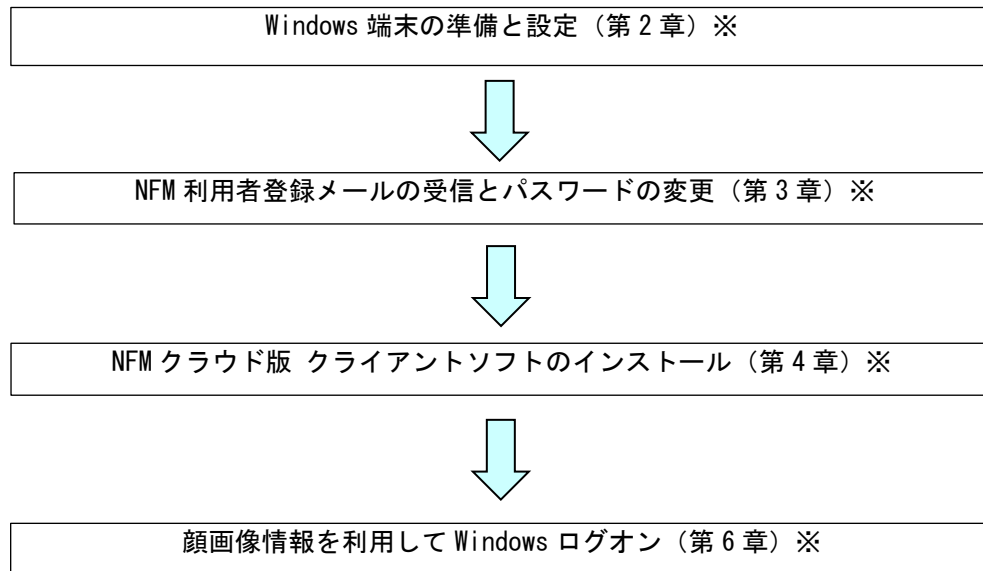 Windows 端末の準備と設定（第 2 章）※
NFM 利用者登録メールの受信とパスワードの変更（第 3 章）※
NFM クラウド版 クライアントソフトのインストール（第 4 章）※
顔画像情報を利用して Windows ログオン（第 6 章）※